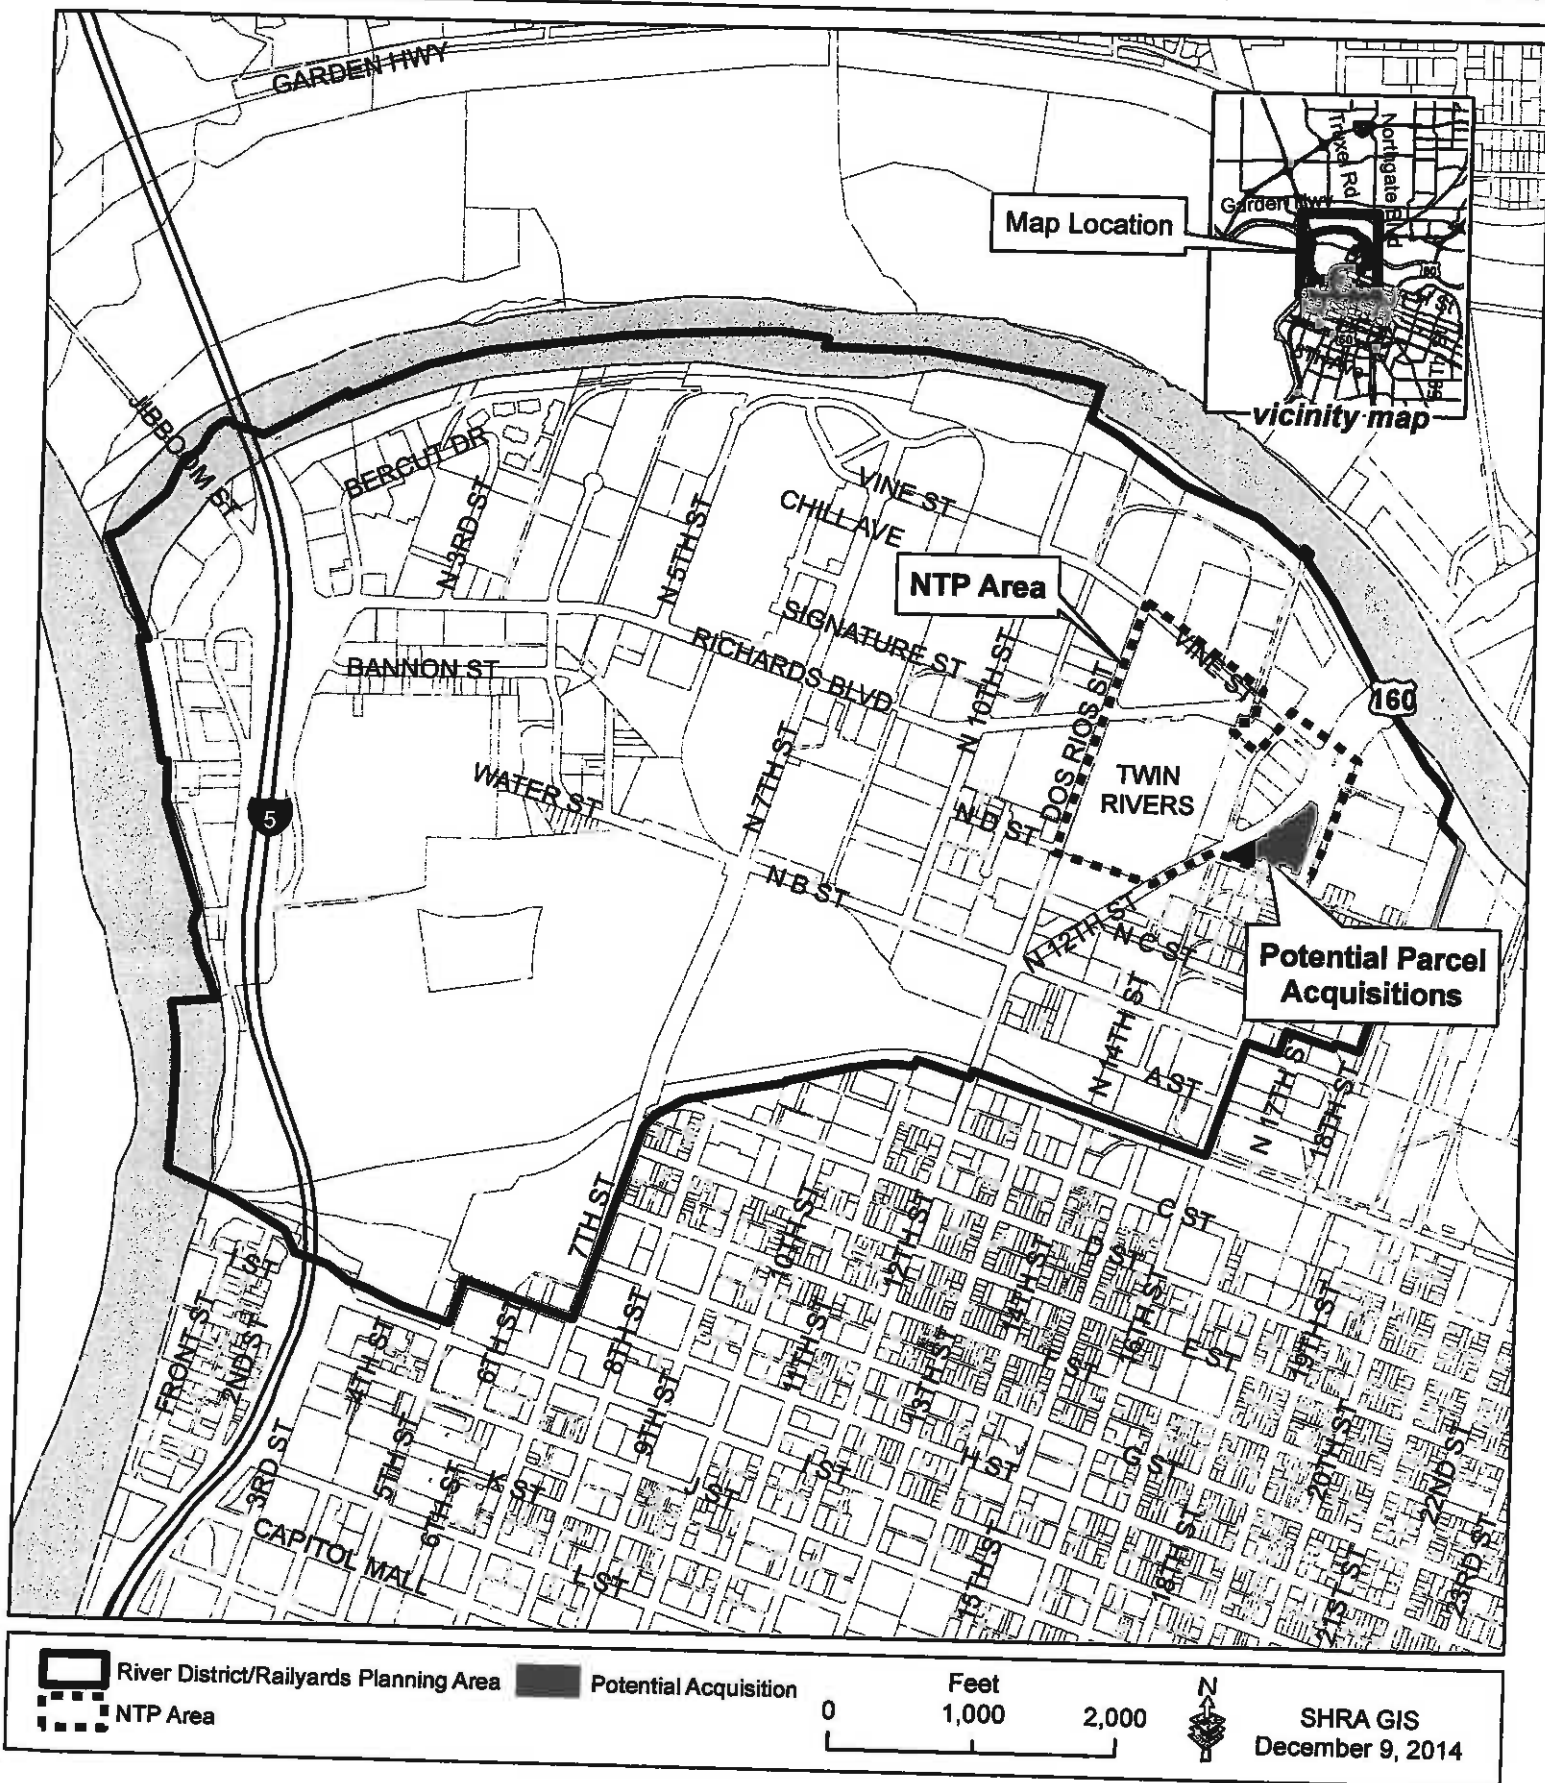 GARDEN HWY
Truxel Rd
Northgate Blvd
Garden Hwy
Map Location
vicinity map
JIBBOOM ST
BERCUT DR
N 3RD ST
N 5TH ST
VINE ST
CHILL AVE
NTP Area
SIGNATURE ST
RICHARDS BLVD
N 10TH ST
VINE ST
160
BANNON ST
DOS RIOS ST
TWIN
RIVERS
WATER ST
N 7TH ST
N D ST
5
N B ST
N 12TH ST
N C ST
Potential Parcel
Acquisitions
N 14TH ST
A ST
N 17TH ST
18TH ST
7TH ST
10TH ST
12TH ST
C ST
D ST
I ST
14TH ST
16TH ST
FRONT ST
2ND ST
4TH ST
6TH ST
8TH ST
11TH ST
13TH ST
E ST
19TH ST
3RD ST
5TH ST
6TH ST
K ST
9TH ST
J ST
I ST
H ST
G ST
20TH ST
22ND ST
CAPITOL MALL
L ST
15TH ST
18TH ST
21ST ST
23RD ST
River District/Railyards Planning Area
Potential Acquisition
NTP Area
Feet
0 1,000 2,000
N
SHRA GIS
December 9, 2014